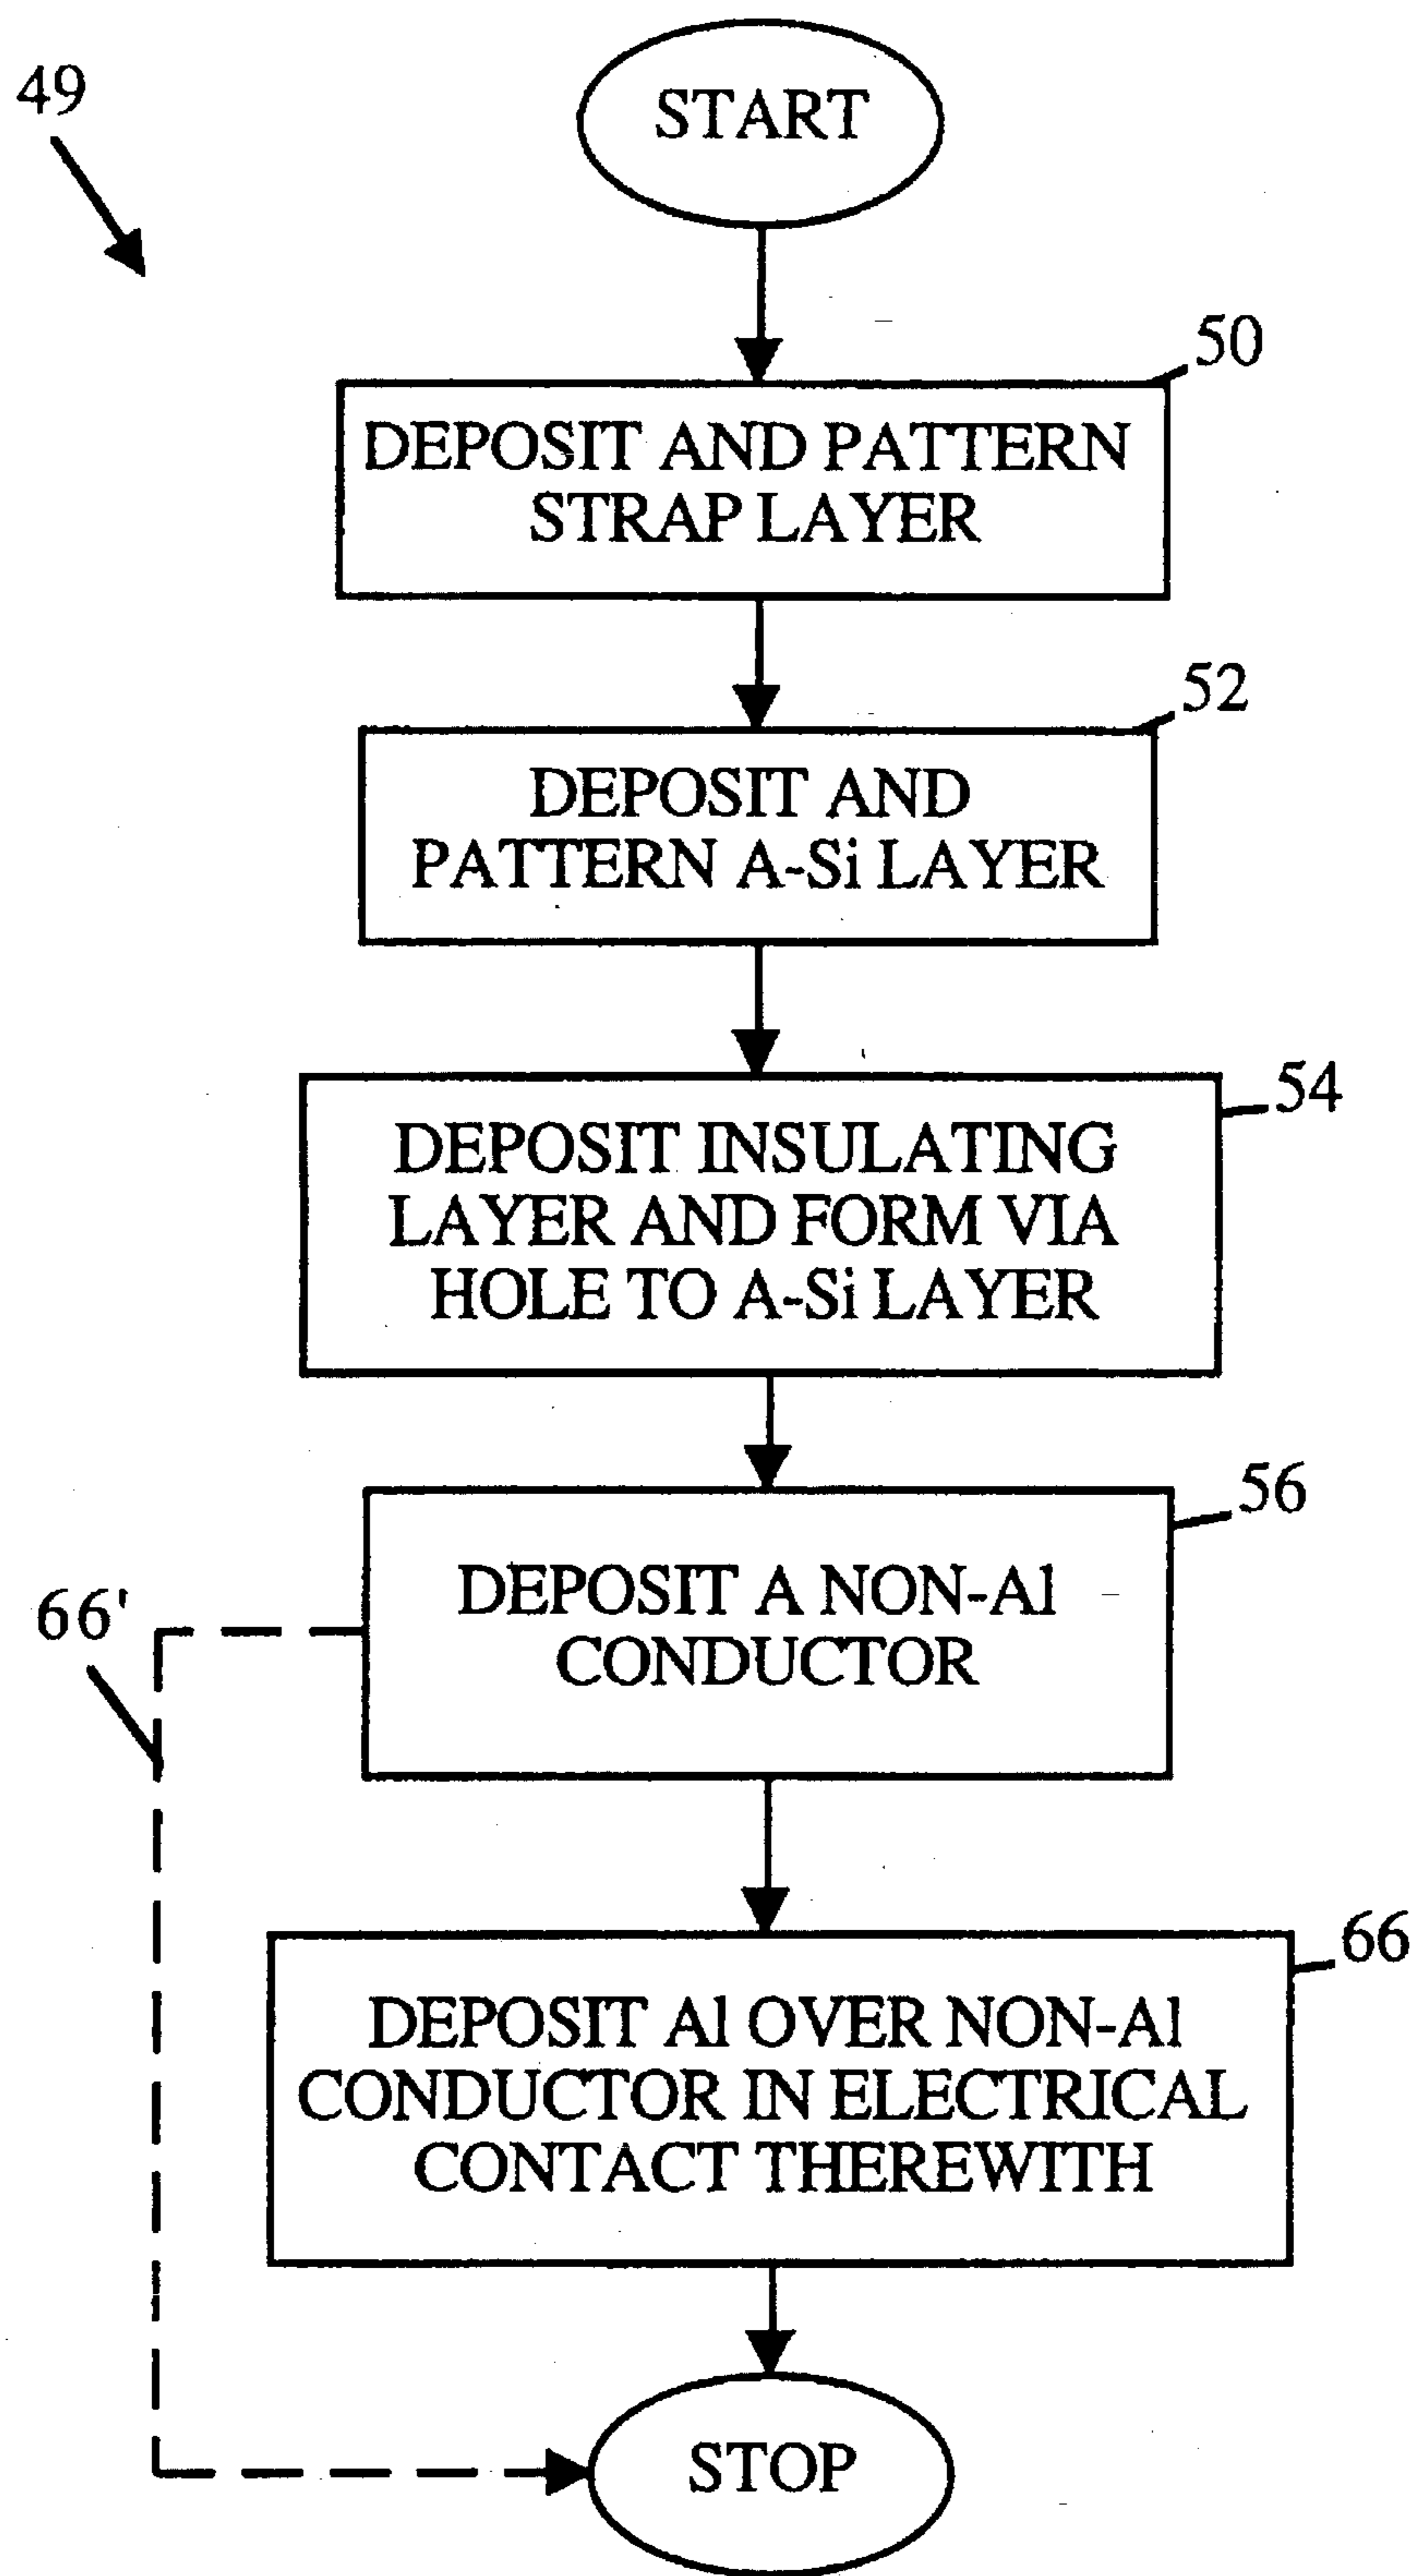 49
START
50
DEPOSIT AND PATTERN
STRAP LAYER
52
DEPOSIT AND
PATTERN A-Si LAYER
54
DEPOSIT INSULATING
LAYER AND FORM VIA
HOLE TO A-Si LAYER
56
DEPOSIT A NON-Al
CONDUCTOR
66'
66
DEPOSIT Al OVER NON-Al
CONDUCTOR IN ELECTRICAL
CONTACT THEREWITH
STOP